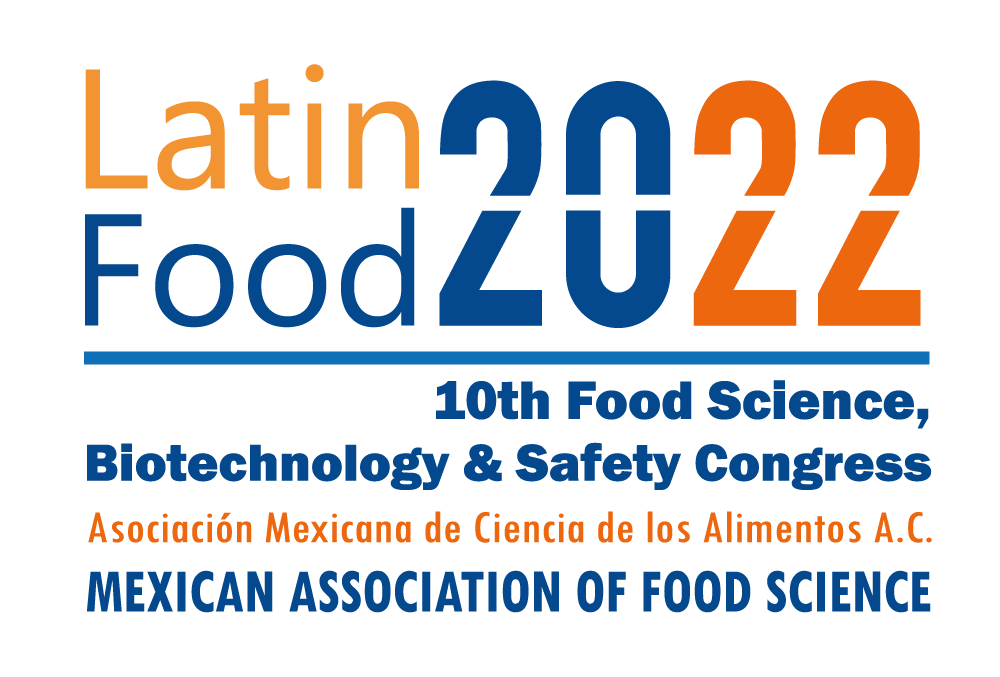 Latin
Food 2022
10th Food Science,
Biotechnology & Safety Congress
Asociación Mexicana de Ciencia de los Alimentos A.C.
MEXICAN ASSOCIATION OF FOOD SCIENCE